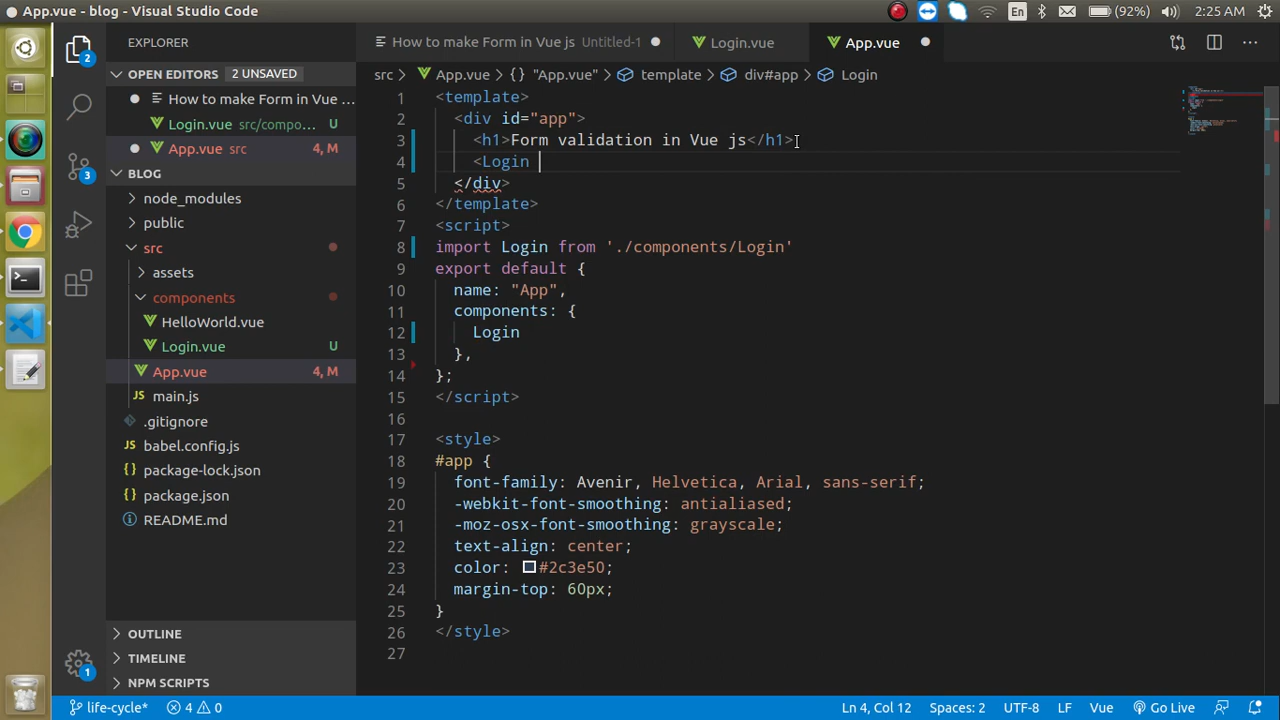 App.vue - blog - Visual Studio Code
En
(92%)
2:25 AM
EXPLORER
How to make Form in Vue js Untitled-1
Login.vue
App.vue
2
OPEN EDITORS 2 UNSAVED
src App.vue {} "App.vue" template div#app Login
How to make Form in Vue ...
Login.vue src/compo... U
App.vue src 4, M
BLOG
node_modules
public
src
assets
components
HelloWorld.vue
Login.vue U
App.vue 4, M
JS main.js
.gitignore
JS babel.config.js
{} package-lock.json
{} package.json
README.md
OUTLINE
TIMELINE
NPM SCRIPTS
1
1 <template>
2 <div id="app">
3 <h1>Form validation in Vue js</h1>
4 <Login
5 </div>
6 </template>
7 <script>
8 import Login from './components/Login'
9 export default {
10 name: "App",
11 components: {
12 Login
13 },
14 };
15 </script>
16
17 <style>
18 #app {
19 font-family: Avenir, Helvetica, Arial, sans-serif;
20 -webkit-font-smoothing: antialiased;
21 -moz-osx-font-smoothing: grayscale;
22 text-align: center;
23 color: #2c3e50;
24 margin-top: 60px;
25 }
26 </style>
27
life-cycle* 4 0
Ln 4, Col 12 Spaces: 2 UTF-8 LF Vue Go Live